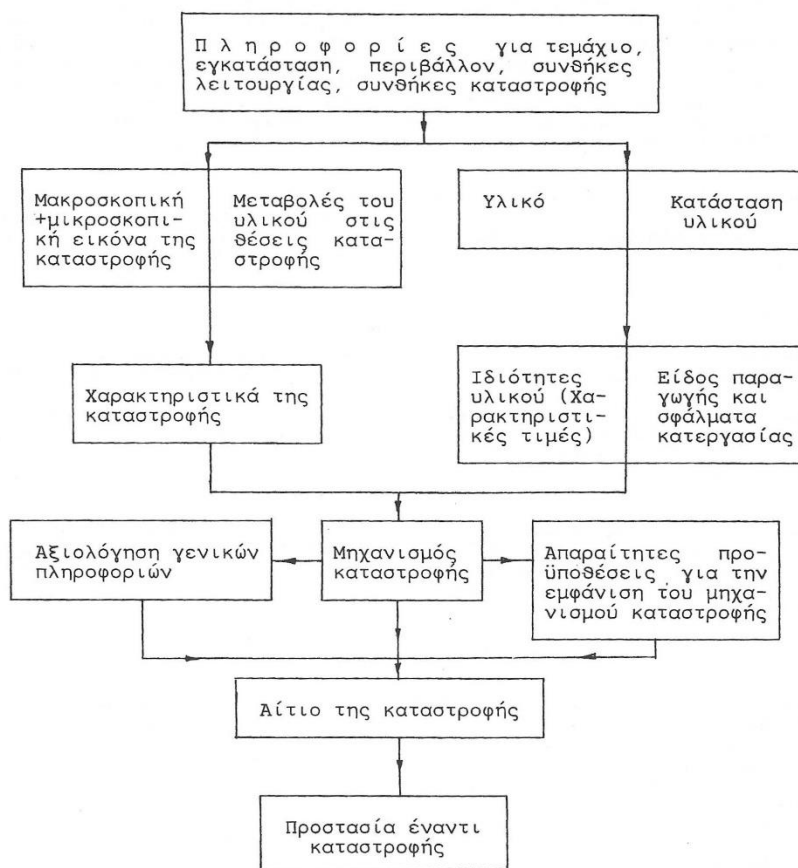 Π λ η ρ ο φ ο ρ ί ε ς για τεμάχιο,
εγκατάσταση, περιβάλλον, συνθήκες
λειτουργίας, συνθήκες καταστροφής
Μακροσκοπική
+μικροσκοπι-
κή εικόνα της
καταστροφής
Μεταβολές του
υλικού στις
θέσεις κατα-
στροφής
Υλικό
Κατάσταση
υλικού
Χαρακτηριστικά της
καταστροφής
Ιδιότητες
υλικού (Χα-
ρακτηριστι-
κές τιμές)
Είδος παρα-
γωγής και
σφάλματα
κατεργασίας
Αξιολόγηση γενικών
πληροφοριών
Μηχανισμός
καταστροφής
Απαραίτητες προ-
ϋποθέσεις για την
εμφάνιση του μηχα-
νισμού καταστροφής
Αίτιο της καταστροφής
Προστασία έναντι
καταστροφής